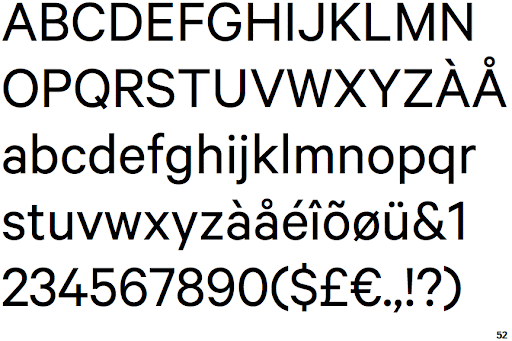 ABCDEFGHIJKLMN
OPQRSTUVWXYZÀÅ
abcdefghijklmnopqr
stuvwxyzàåéîõøü&1
234567890($£€.,!?)
52